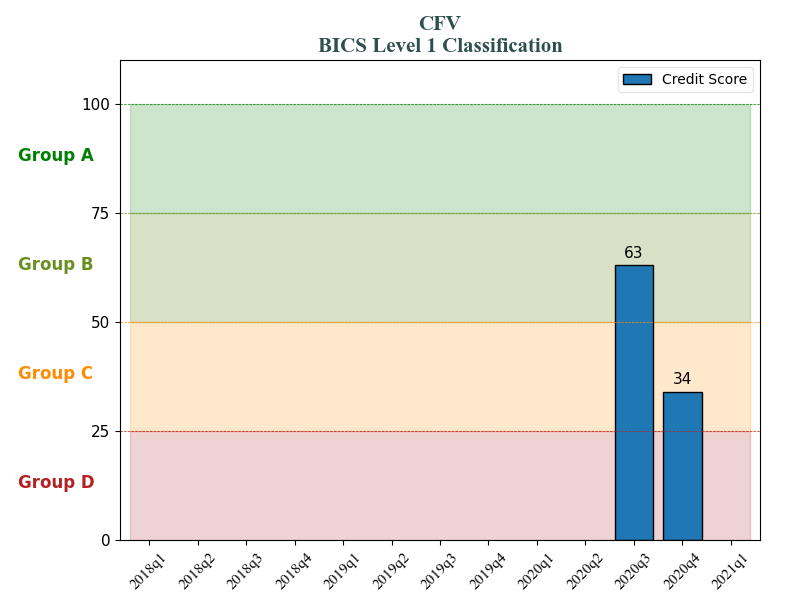 CFV
BICS Level 1 Classification
Credit Score
100
Group A
75
Group B
63
50
Group C
34
25
Group D
0
2018q1 2018q2 2018q3 2018q4 2019q1 2019q2 2019q3 2019q4 2020q1 2020q2 2020q3 2020q4 2021q1